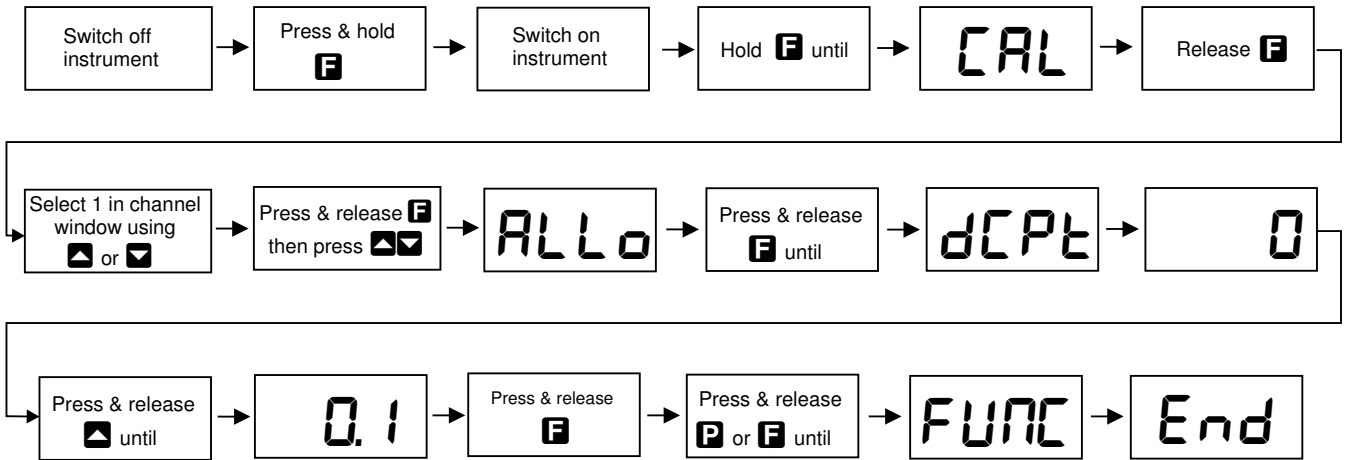 Switch off
instrument
Press & hold
F
Switch on
instrument
Hold F until
CAL
Release F
Select 1 in channel
window using
▲ or ▼
Press & release F
then press ▲▼
ALLo
Press & release
F until
dCPt
0
Press & release
▲ until
0.1
Press & release
F
Press & release
P or F until
FUNC
End